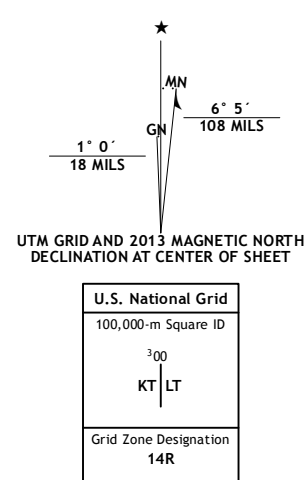 ★
MN
6° 5´
108 MILS
GN
1° 0´
18 MILS
UTM GRID AND 2013 MAGNETIC NORTH
DECLINATION AT CENTER OF SHEET
U.S. National Grid
100,000-m Square ID
³00
KT LT
Grid Zone Designation
14R